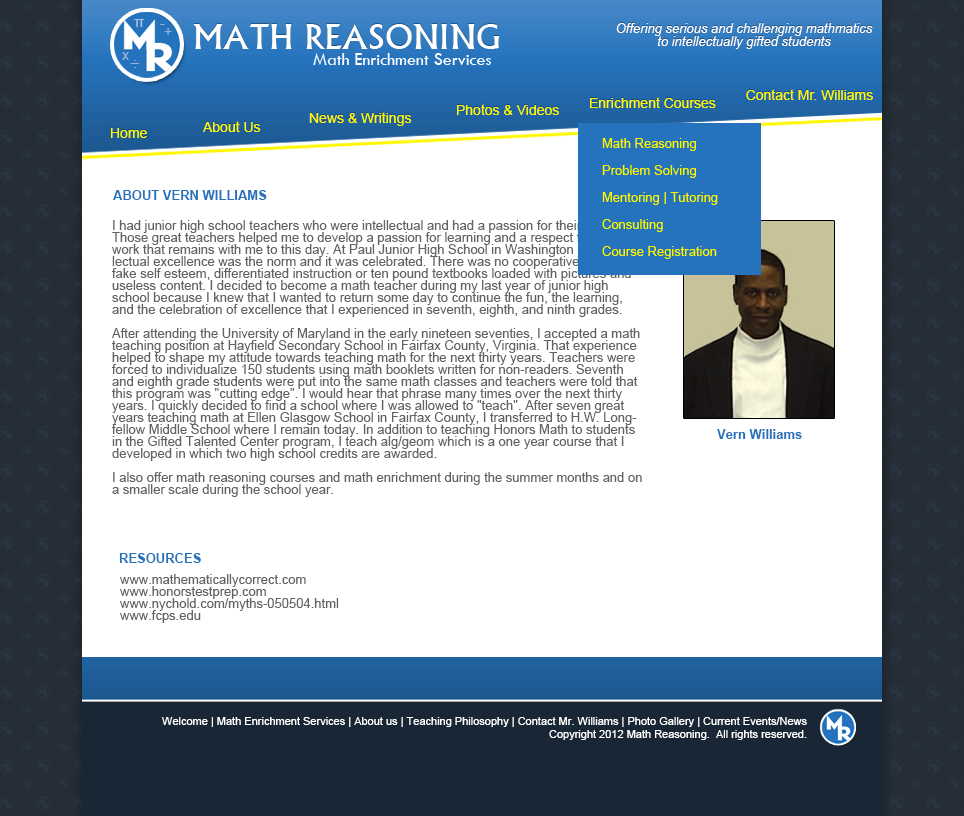 MR
π
-
+
x
÷
MATH REASONING
Math Enrichment Services
Offering serious and challenging mathmatics
to intellectually gifted students
Home
About Us
News & Writings
Photos & Videos
Enrichment Courses
Contact Mr. Williams
Math Reasoning
Problem Solving
Mentoring | Tutoring
Consulting
Course Registration
ABOUT VERN WILLIAMS
I had junior high school teachers who were intellectual and had a passion for their
Those great teachers helped me to develop a passion for learning and a respect
work that remains with me to this day. At Paul Junior High School in Washington
lectual excellence was the norm and it was celebrated. There was no cooperative
fake self esteem, differentiated instruction or ten pound textbooks loaded with pictures and
useless content. I decided to become a math teacher during my last year of junior high
school because I knew that I wanted to return some day to continue the fun, the learning,
and the celebration of excellence that I experienced in seventh, eighth, and ninth grades.
After attending the University of Maryland in the early nineteen seventies, I accepted a math
teaching position at Hayfield Secondary School in Fairfax County, Virginia. That experience
helped to shape my attitude towards teaching math for the next thirty years. Teachers were
forced to individualize 150 students using math booklets written for non-readers. Seventh
and eighth grade students were put into the same math classes and teachers were told that
this program was "cutting edge". I would hear that phrase many times over the next thirty
years. I quickly decided to find a school where I was allowed to "teach". After seven great
years teaching math at Ellen Glasgow School in Fairfax County, I transferred to H.W. Long-
fellow Middle School where I remain today. In addition to teaching Honors Math to students
in the Gifted Talented Center program, I teach alg/geom which is a one year course that I
developed in which two high school credits are awarded.
I also offer math reasoning courses and math enrichment during the summer months and on
a smaller scale during the school year.
Vern Williams
RESOURCES
www.mathematicallycorrect.com
www.honorstestprep.com
www.nychold.com/myths-050504.html
www.fcps.edu
Welcome | Math Enrichment Services | About us | Teaching Philosophy | Contact Mr. Williams | Photo Gallery | Current Events/News
Copyright 2012 Math Reasoning. All rights reserved.
MR